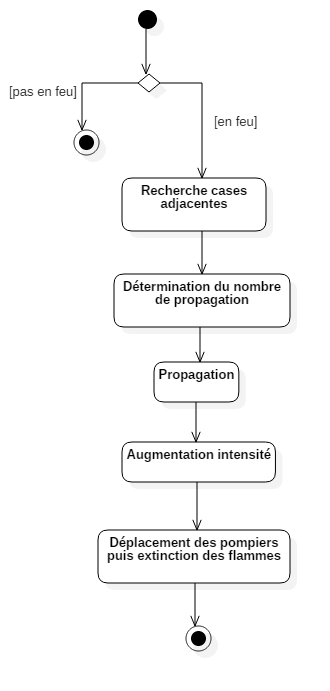 [pas en feu]
[en feu]
Recherche cases
adjacentes
Détermination du nombre
de propagation
Propagation
Augmentation intensité
Déplacement des pompiers
puis extinction des flammes